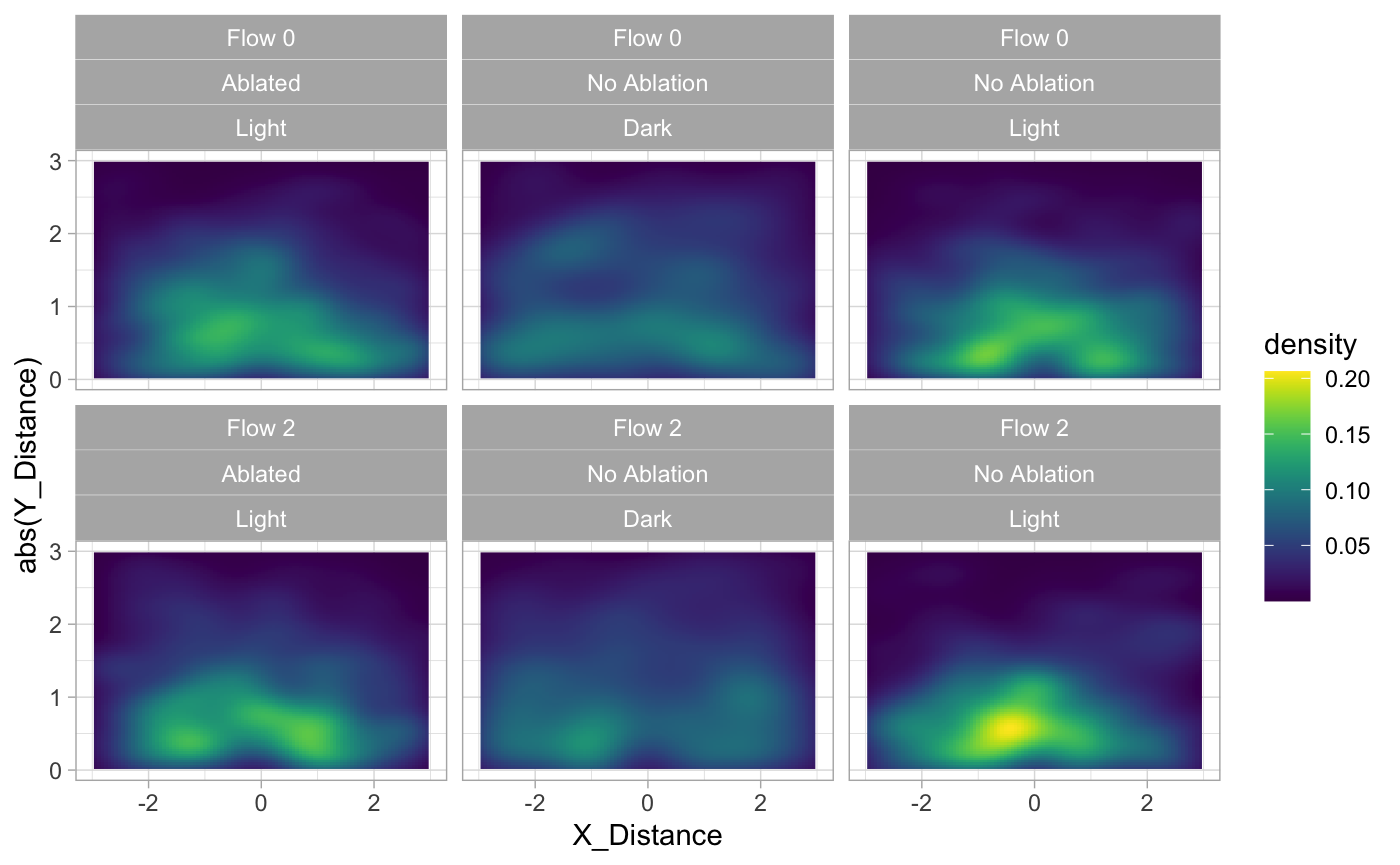 Flow 0 Flow 0 Flow 0
Ablated No Ablation No Ablation
Light Dark Light
3
2
1
0
Flow 2 Flow 2 Flow 2
Ablated No Ablation No Ablation
Light Dark Light
3
2
1
0
-2 0 2 -2 0 2 -2 0 2
X_Distance
abs(Y_Distance)
density
0.20
0.15
0.10
0.05